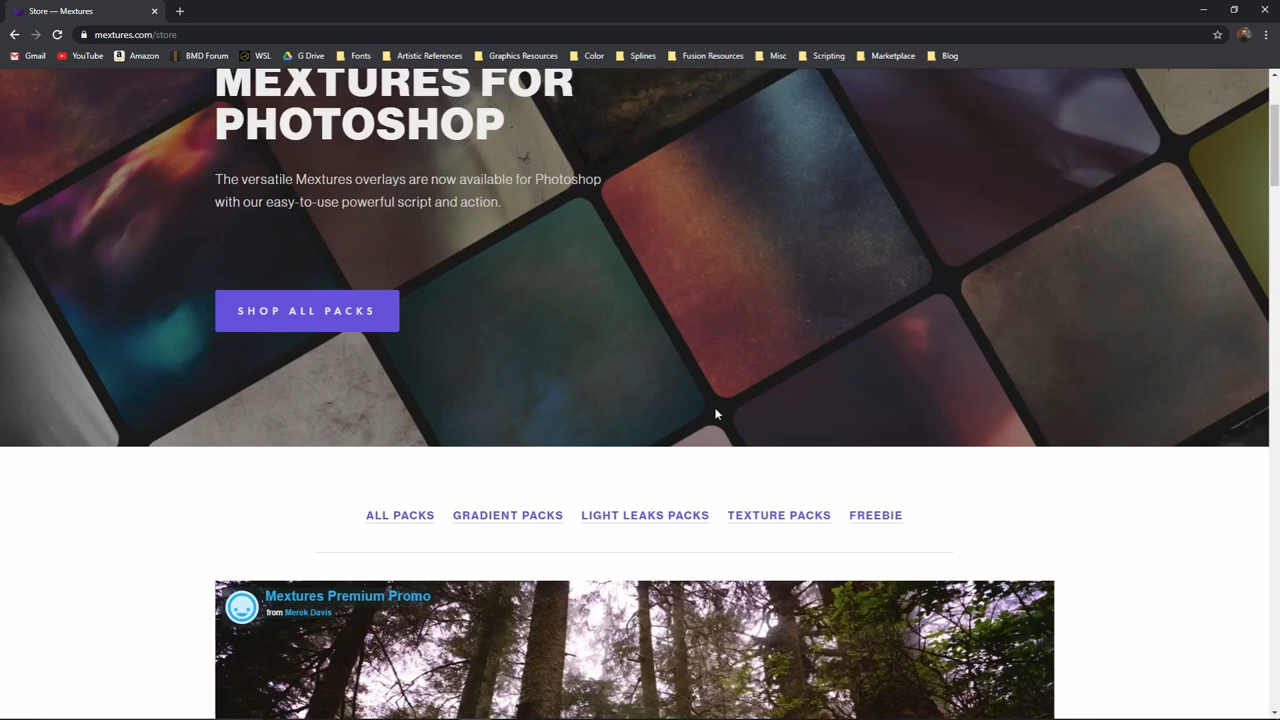 Store — Mextures
mextures.com/store
Gmail YouTube Amazon BMD Forum WSL G Drive Fonts Artistic References Graphics Resources Color Splines Fusion Resources Misc Scripting Marketplace Blog
MEXTURES FOR
PHOTOSHOP
The versatile Mextures overlays are now available for Photoshop
with our easy-to-use powerful script and action.
SHOP ALL PACKS
ALL PACKS GRADIENT PACKS LIGHT LEAKS PACKS TEXTURE PACKS FREEBIE
Mextures Premium Promo
from Merek Davis